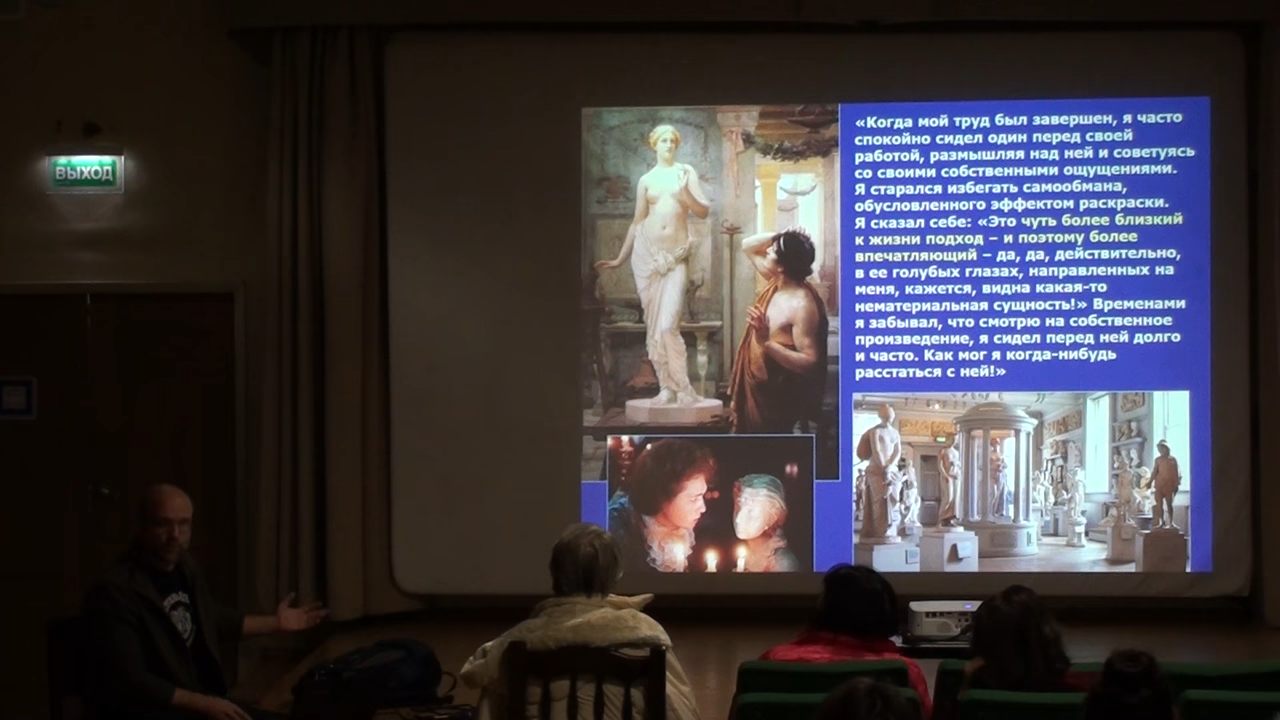 ВЫХОД
«Когда мой труд был завершен, я часто
спокойно сидел один перед своей
работой, размышляя над ней и советуясь
со своими собственными ощущениями.
Я старался избегать самообмана,
обусловленного эффектом раскраски.
Я сказал себе: «Это чуть более близкий
к жизни подход – и поэтому более
впечатляющий – да, да, действительно,
в ее голубых глазах, направленных на
меня, кажется, видна какая-то
нематериальная сущность!» Временами
я забывал, что смотрю на собственное
произведение, я сидел перед ней долго
и часто. Как мог я когда-нибудь
расстаться с ней!»